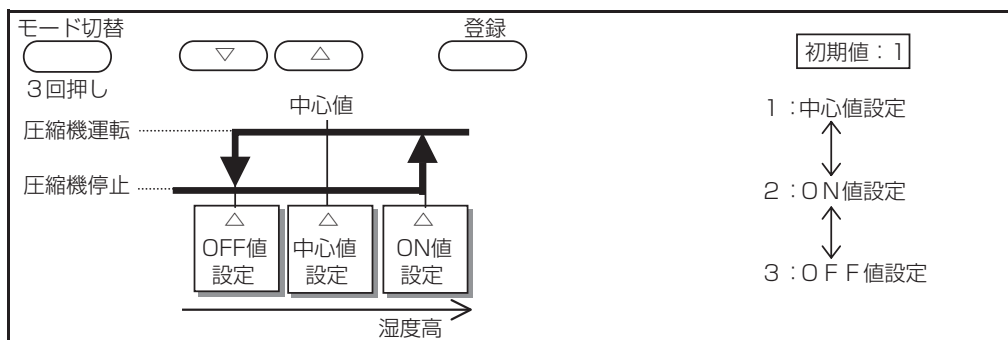 モード切替
▽
△
登録
3回押し
初期値：1
中心値
圧縮機運転
圧縮機停止
△
OFF値
設定
△
中心値
設定
△
ON値
設定
湿度高
1：中心値設定
2：ON値設定
3：OFF値設定